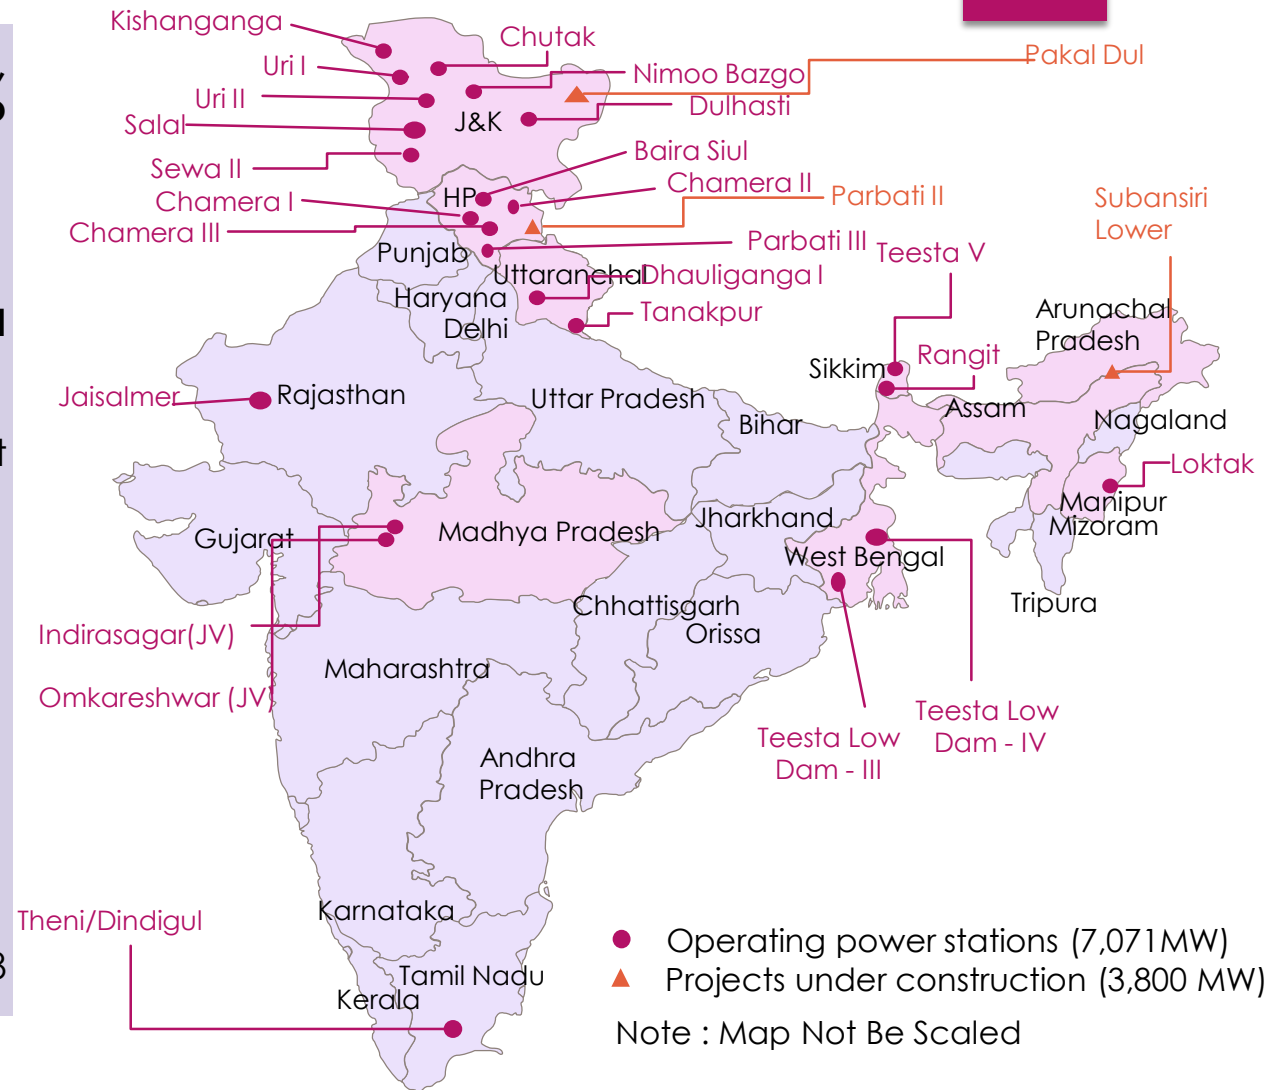 Kishanganga
Chutak
Pakal Dul
Uri I
Nimoo Bazgo
Uri II
Dulhasti
Salal
J&K
Baira Siul
Sewa II
Chamera II
HP
Chamera I
Parbati II
Subansiri
Lower
Chamera III
Parbati III
Teesta V
Punjab
Uttaranchal
Dhauliganga I
Haryana
Tanakpur
Delhi
Arunachal
Pradesh
Sikkim
Rangit
Jaisalmer
Rajasthan
Uttar Pradesh
Bihar
Assam
Nagaland
Loktak
Manipur
Mizoram
Gujarat
Madhya Pradesh
Jharkhand
West Bengal
Tripura
Chhattisgarh
Orissa
Indirasagar(JV)
Maharashtra
Omkareshwar (JV)
Teesta Low
Dam - III
Teesta Low
Dam - IV
Andhra
Pradesh
Karnataka
Theni/Dindigul
Tamil Nadu
Kerala
Operating power stations (7,071MW)
Projects under construction (3,800 MW)
Note : Map Not Be Scaled